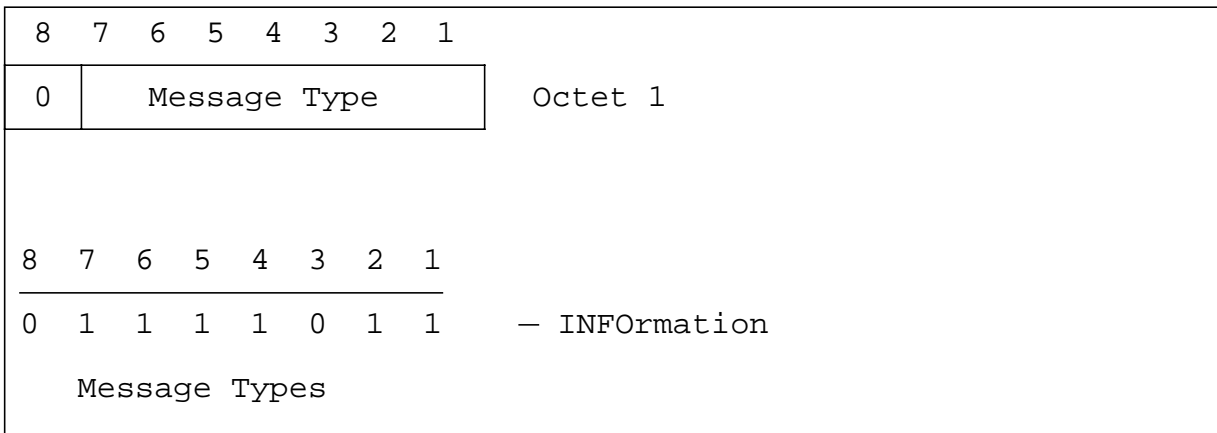 8 7 6 5 4 3 2 1
0 Message Type Octet 1
8 7 6 5 4 3 2 1
0 1 1 1 1 0 1 1 — INFOrmation
Message Types